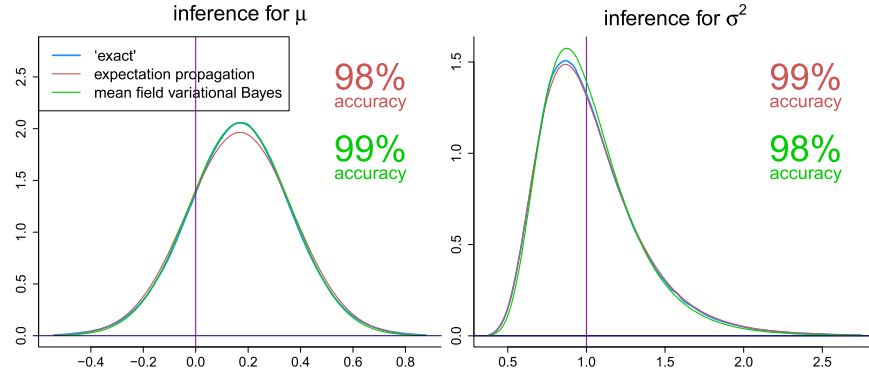 inference for μ
'exact'
expectation propagation
mean field variational Bayes
98%
accuracy
99%
accuracy
0.0
0.5
1.0
1.5
2.0
2.5
−0.4
−0.2
0.0
0.2
0.4
0.6
0.8
inference for σ²
99%
accuracy
98%
accuracy
0.0
0.5
1.0
1.5
0.5
1.0
1.5
2.0
2.5